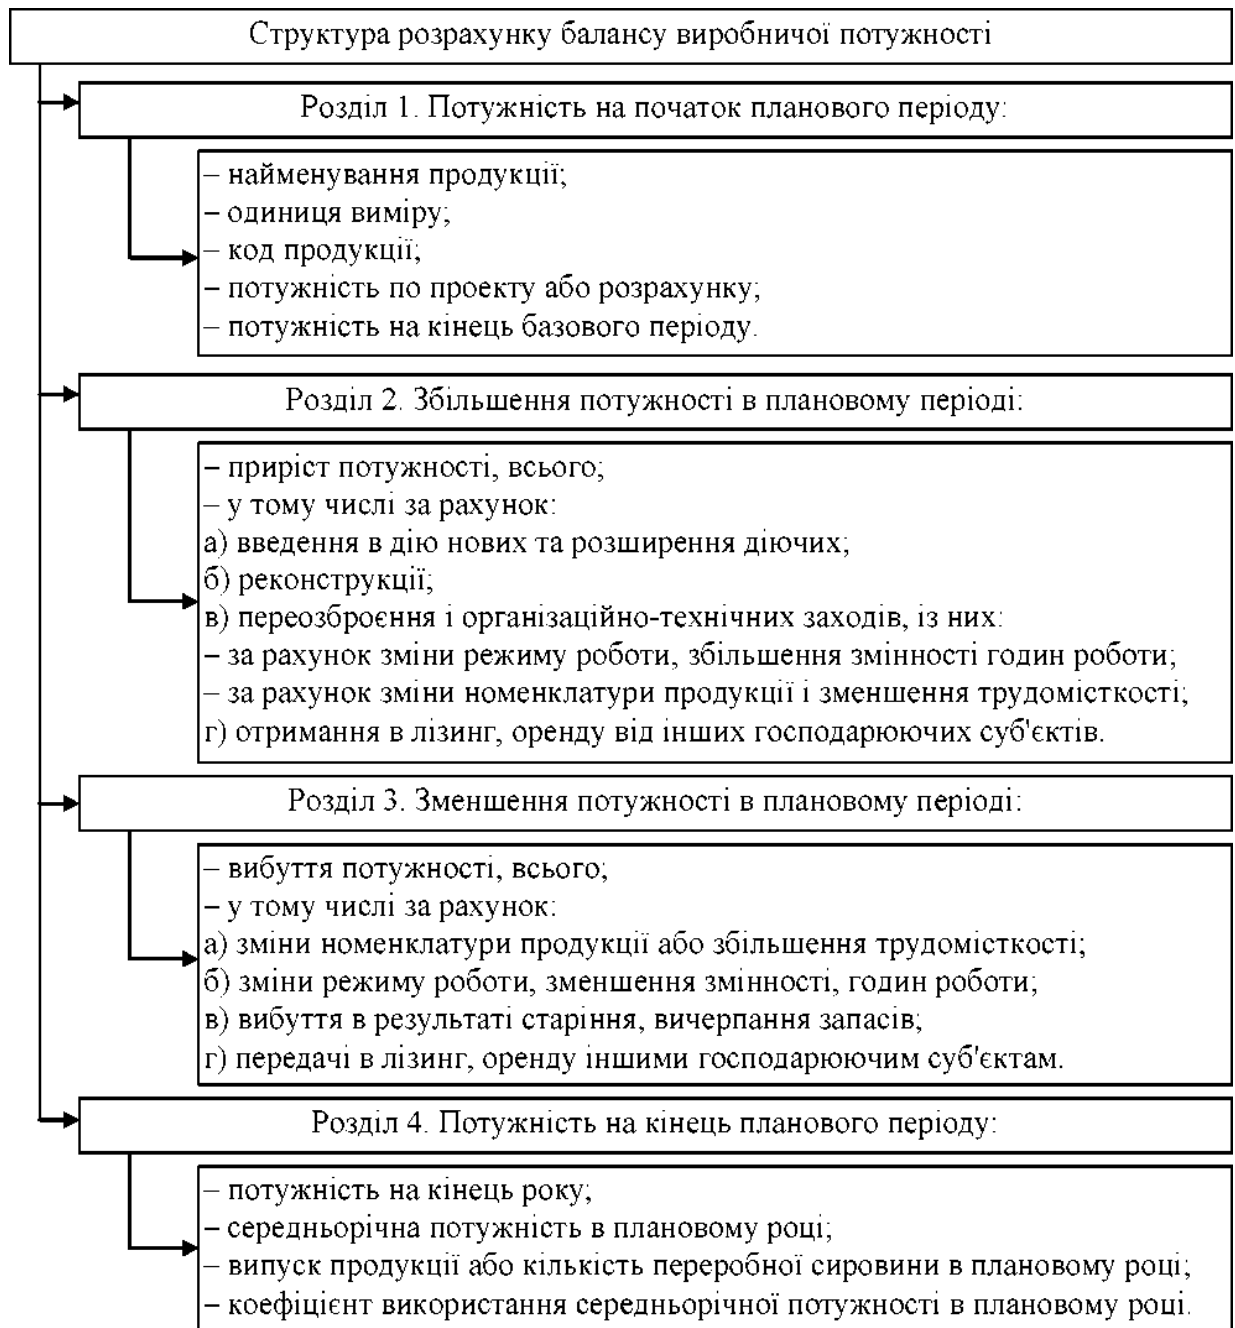 Структура розрахунку балансу виробничої потужності
Розділ 1. Потужність на початок планового періоду:
– найменування продукції;
– одиниця виміру;
– код продукції;
– потужність по проекту або розрахунку;
– потужність на кінець базового періоду.
Розділ 2. Збільшення потужності в плановому періоді:
– приріст потужності, всього;
– у тому числі за рахунок:
а) введення в дію нових та розширення діючих;
б) реконструкції;
в) переозброєння і організаційно-технічних заходів, із них:
– за рахунок зміни режиму роботи, збільшення змінності годин роботи;
– за рахунок зміни номенклатури продукції і зменшення трудомісткості;
г) отримання в лізинг, оренду від інших господарюючих суб'єктів.
Розділ 3. Зменшення потужності в плановому періоді:
– вибуття потужності, всього;
– у тому числі за рахунок:
а) зміни номенклатури продукції або збільшення трудомісткості;
б) зміни режиму роботи, зменшення змінності, годин роботи;
в) вибуття в результаті старіння, вичерпання запасів;
г) передачі в лізинг, оренду іншими господарюючим суб'єктам.
Розділ 4. Потужність на кінець планового періоду:
– потужність на кінець року;
– середньорічна потужність в плановому році;
– випуск продукції або кількість переробної сировини в плановому році;
– коефіцієнт використання середньорічної потужності в плановому році.